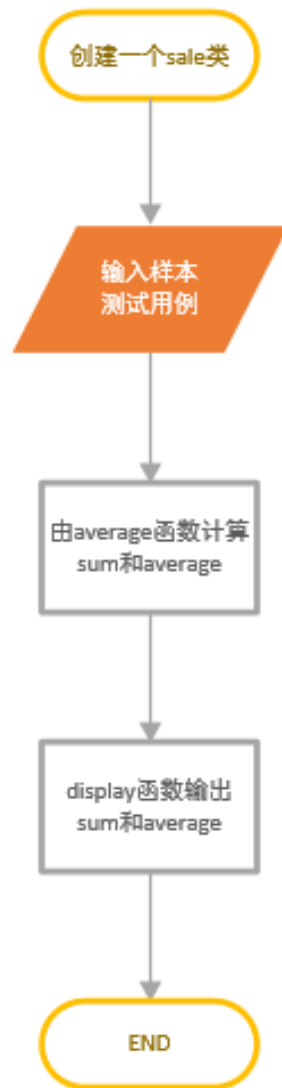 创建一个sale类
输入样本
测试用例
由average函数计算
sum和average
display函数输出
sum和average
END